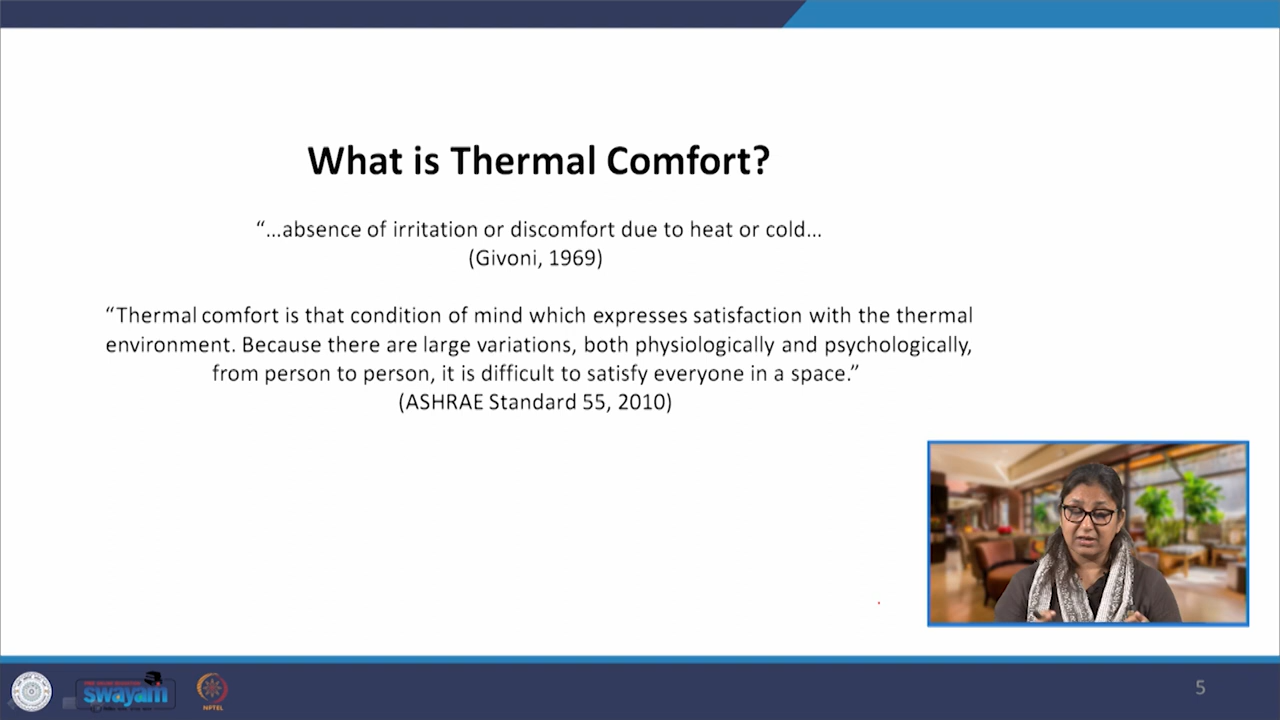 What is Thermal Comfort?
“…absence of irritation or discomfort due to heat or cold…
(Givoni, 1969)
“Thermal comfort is that condition of mind which expresses satisfaction with the thermal
environment. Because there are large variations, both physiologically and psychologically,
from person to person, it is difficult to satisfy everyone in a space.”
(ASHRAE Standard 55, 2010)
swayam
NPTEL
5